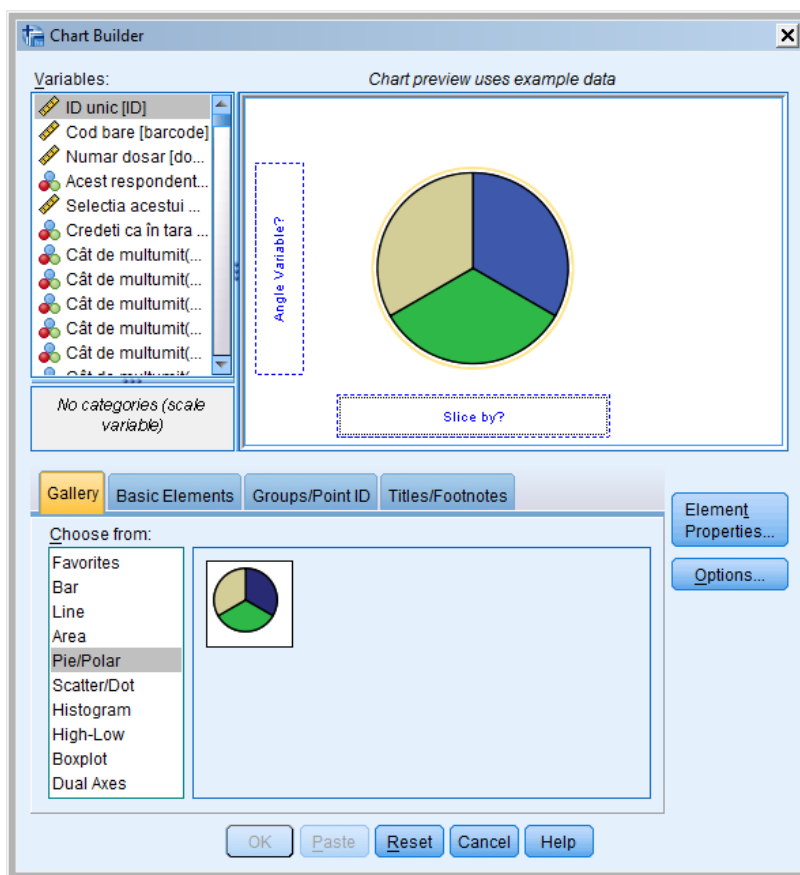 Chart Builder
Variables:
Chart preview uses example data
ID unic [ID]
Cod bare [barcode]
Numar dosar [do...
Acest respondent...
Selectia acestui ...
Credeti ca în tara ...
Cât de multumit(...
Cât de multumit(...
Cât de multumit(...
Cât de multumit(...
Cât de multumit(...
Cât de multumit(...
Angle Variable?
Slice by?
No categories (scale
variable)
Gallery
Basic Elements
Groups/Point ID
Titles/Footnotes
Element
Properties...
Options...
Choose from:
Favorites
Bar
Line
Area
Pie/Polar
Scatter/Dot
Histogram
High-Low
Boxplot
Dual Axes
OK
Paste
Reset
Cancel
Help